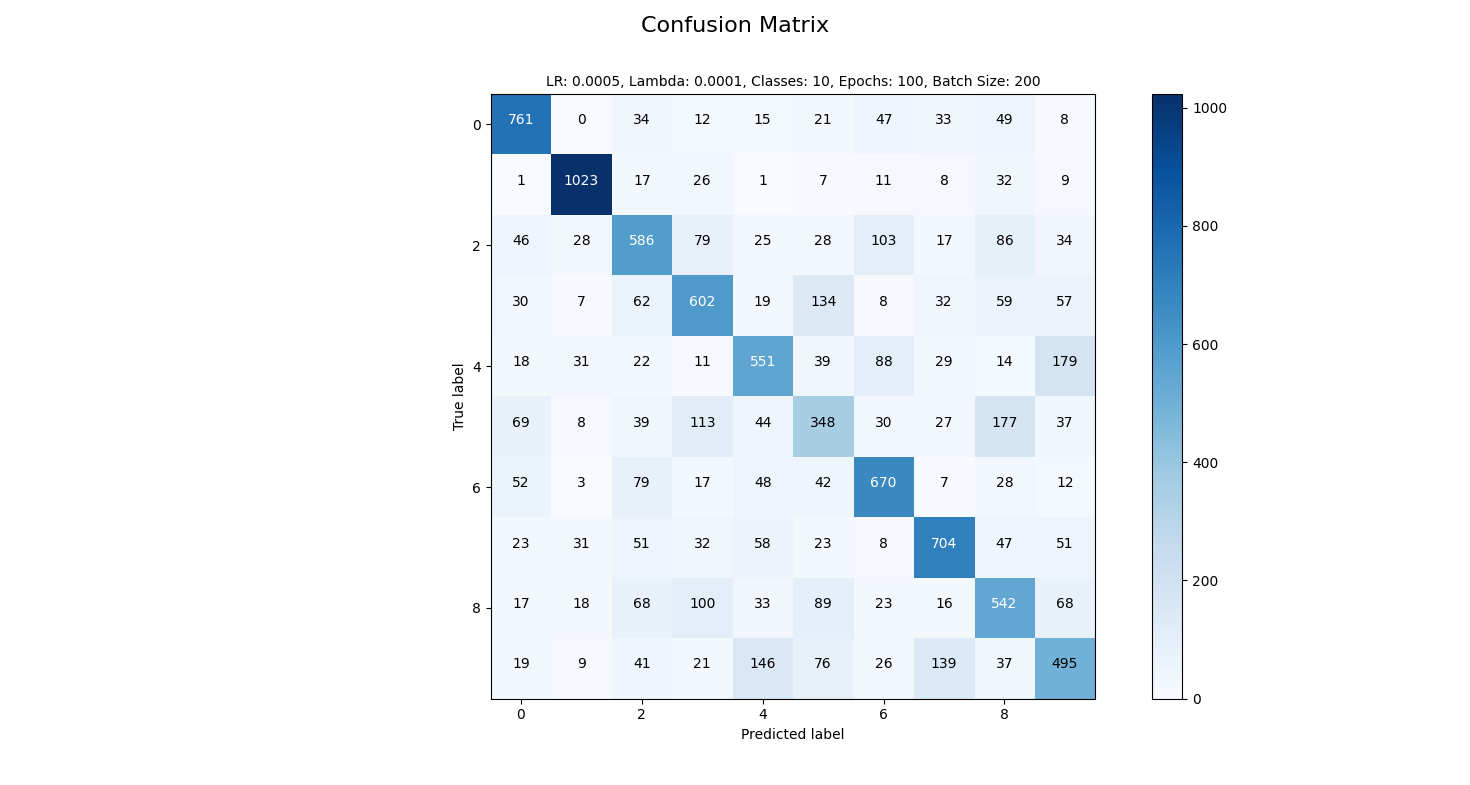 Confusion Matrix
LR: 0.0005, Lambda: 0.0001, Classes: 10, Epochs: 100, Batch Size: 200
0 761 0 34 12 15 21 47 33 49 8
1 1023 17 26 1 7 11 8 32 9
2 46 28 586 79 25 28 103 17 86 34
30 7 62 602 19 134 8 32 59 57
4 18 31 22 11 551 39 88 29 14 179
69 8 39 113 44 348 30 27 177 37
6 52 3 79 17 48 42 670 7 28 12
23 31 51 32 58 23 8 704 47 51
8 17 18 68 100 33 89 23 16 542 68
19 9 41 21 146 76 26 139 37 495
0 2 4 6 8
Predicted label
True label
1000
800
600
400
200
0